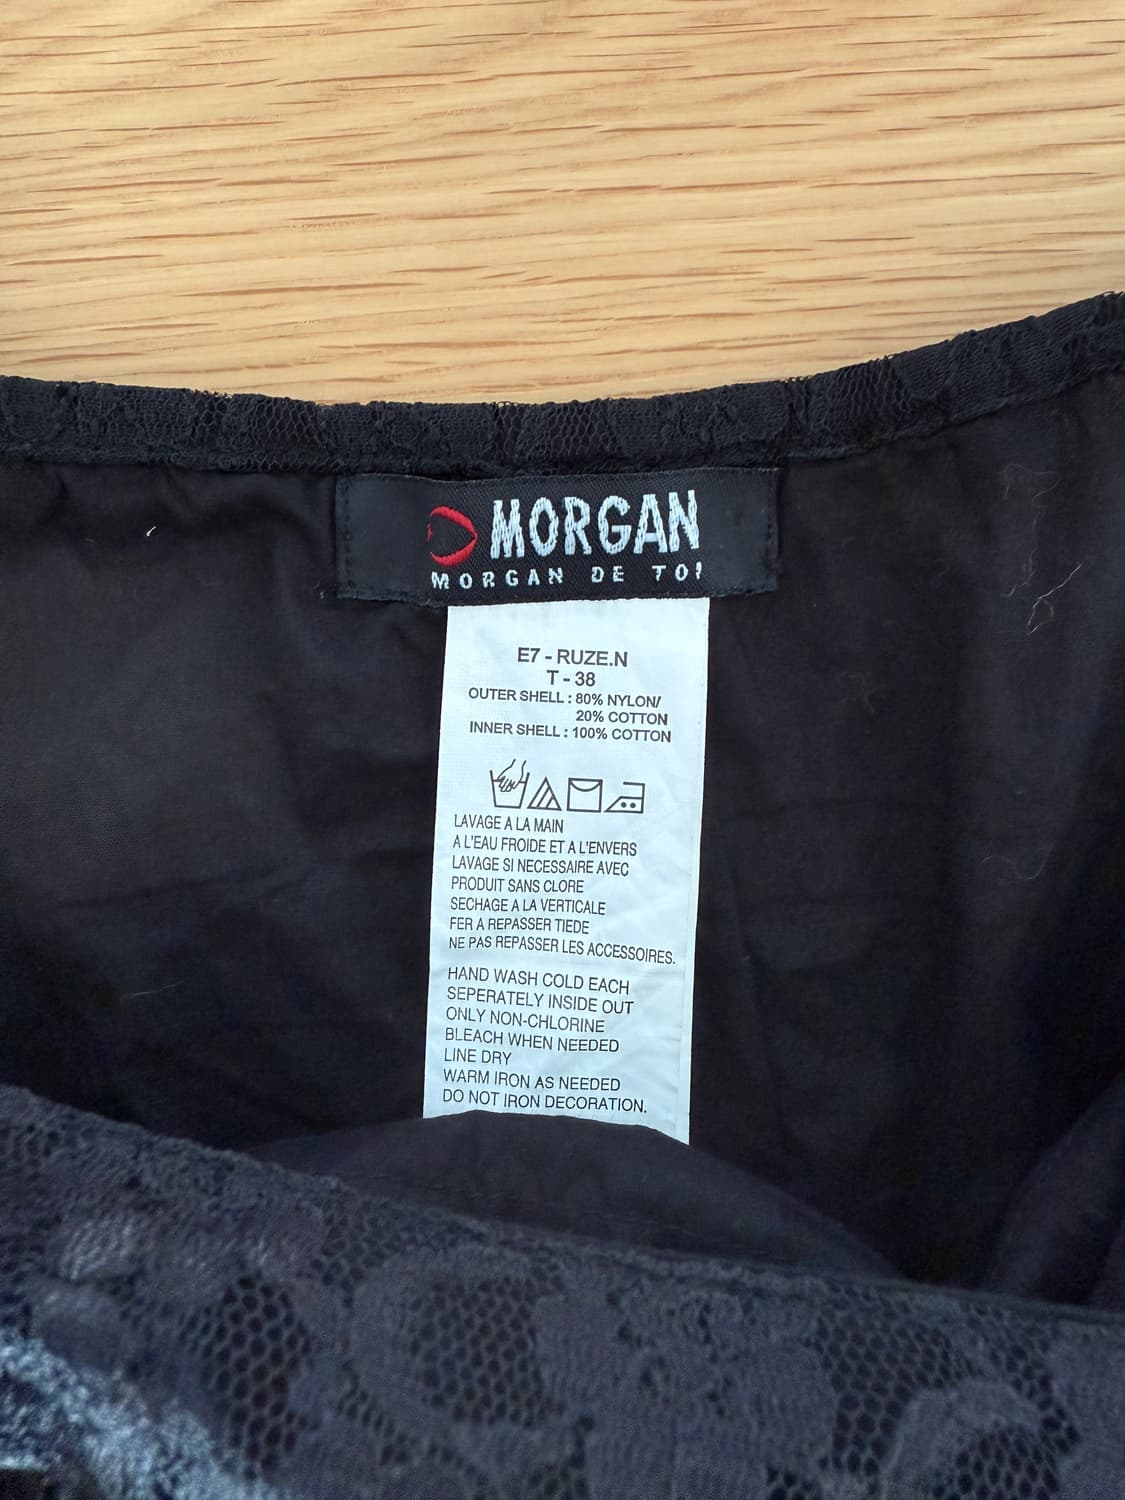 MORGAN
MORGAN DE TOI
E7 - RUZE.N
T - 38
OUTER SHELL : 80% NYLON/
20% COTTON
INNER SHELL : 100% COTTON
LAVAGE A LA MAIN
A L'EAU FROIDE ET A L'ENVERS
LAVAGE SI NECESSAIRE AVEC
PRODUIT SANS CLORE
SECHAGE A LA VERTICALE
FER A REPASSER TIEDE
NE PAS REPASSER LES ACCESSOIRES.
HAND WASH COLD EACH
SEPERATELY INSIDE OUT
ONLY NON-CHLORINE
BLEACH WHEN NEEDED
LINE DRY
WARM IRON AS NEEDED
DO NOT IRON DECORATION.